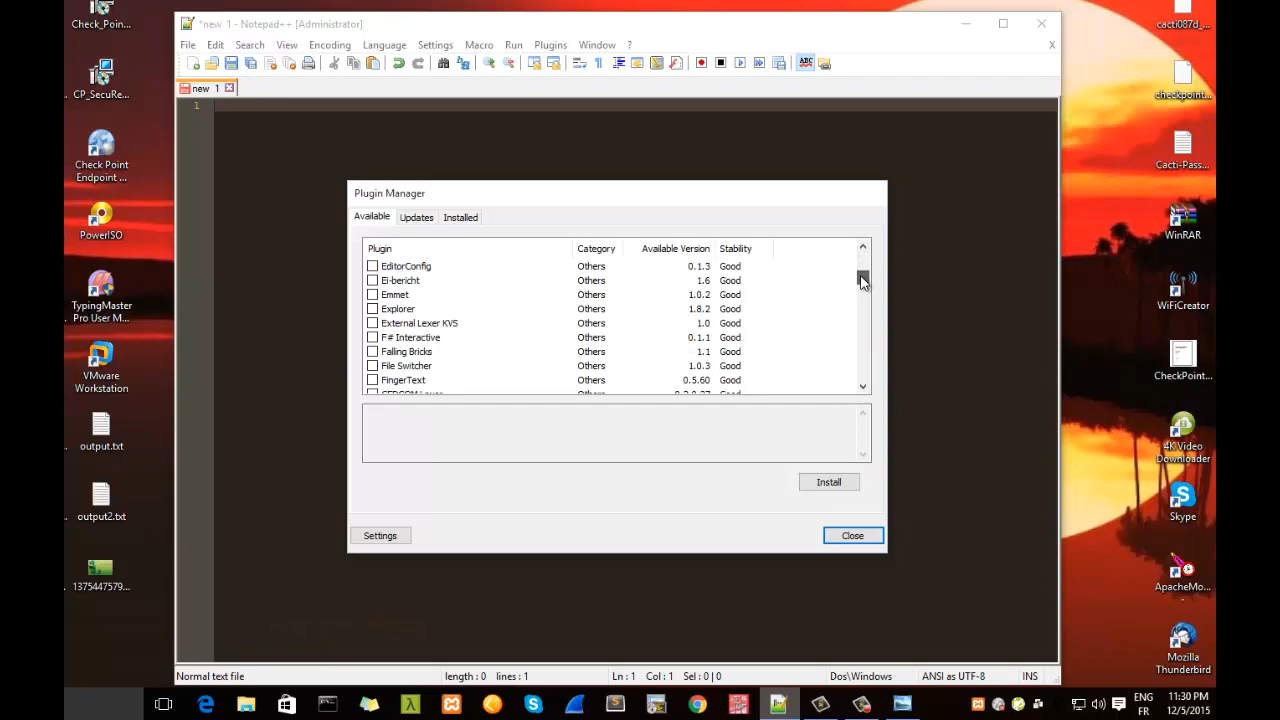 Check_Poin...
CP_SecuRe...
Check Point
Endpoint ...
PowerISO
TypingMaster
Pro User M...
VMware
Workstation
output.txt
output2.txt
1375447579...
*new 1 - Notepad++ [Administrator]
File Edit Search View Encoding Language Settings Macro Run Plugins Window ? X
ABC
new 1
1
Plugin Manager
Available Updates Installed
Plugin Category Available Version Stability
EditorConfig Others 0.1.3 Good
Ei-bericht Others 1.6 Good
Emmet Others 1.0.2 Good
Explorer Others 1.8.2 Good
External Lexer KVS Others 1.0 Good
F# Interactive Others 0.1.1 Good
Falling Bricks Others 1.1 Good
File Switcher Others 1.0.3 Good
FingerText Others 0.5.60 Good
Install
Settings Close
Normal text file length : 0 lines : 1 Ln : 1 Col : 1 Sel : 0 | 0 Dos\Windows ANSI as UTF-8 INS
cacti087d_...
checkpoint...
Cacti-Pass...
WinRAR
WiFiCreator
CheckPoint...
4K Video
Downloader
Skype
ApacheMo...
Mozilla
Thunderbird
ENG
FR
11:30 PM
12/5/2015